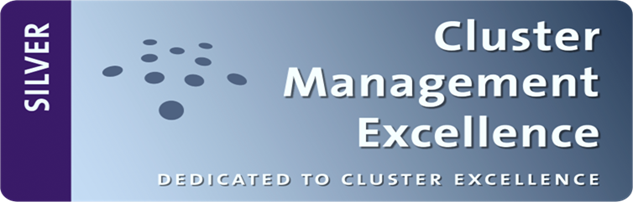 SILVER
Cluster
Management
Excellence
DEDICATED TO CLUSTER EXCELLENCE